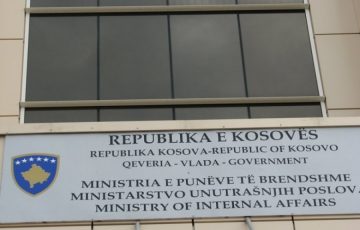 REPUBLIKA E KOSOVËS
REPUBLIKA KOSOVA-REPUBLIC OF KOSOVO
QEVERIA - VLADA - GOVERNMENT
MINISTRIA E PUNËVE TË BRENDSHME
MINISTARSTVO UNUTRAŠNJIH POSLOVA
MINISTRY OF INTERNAL AFFAIRS